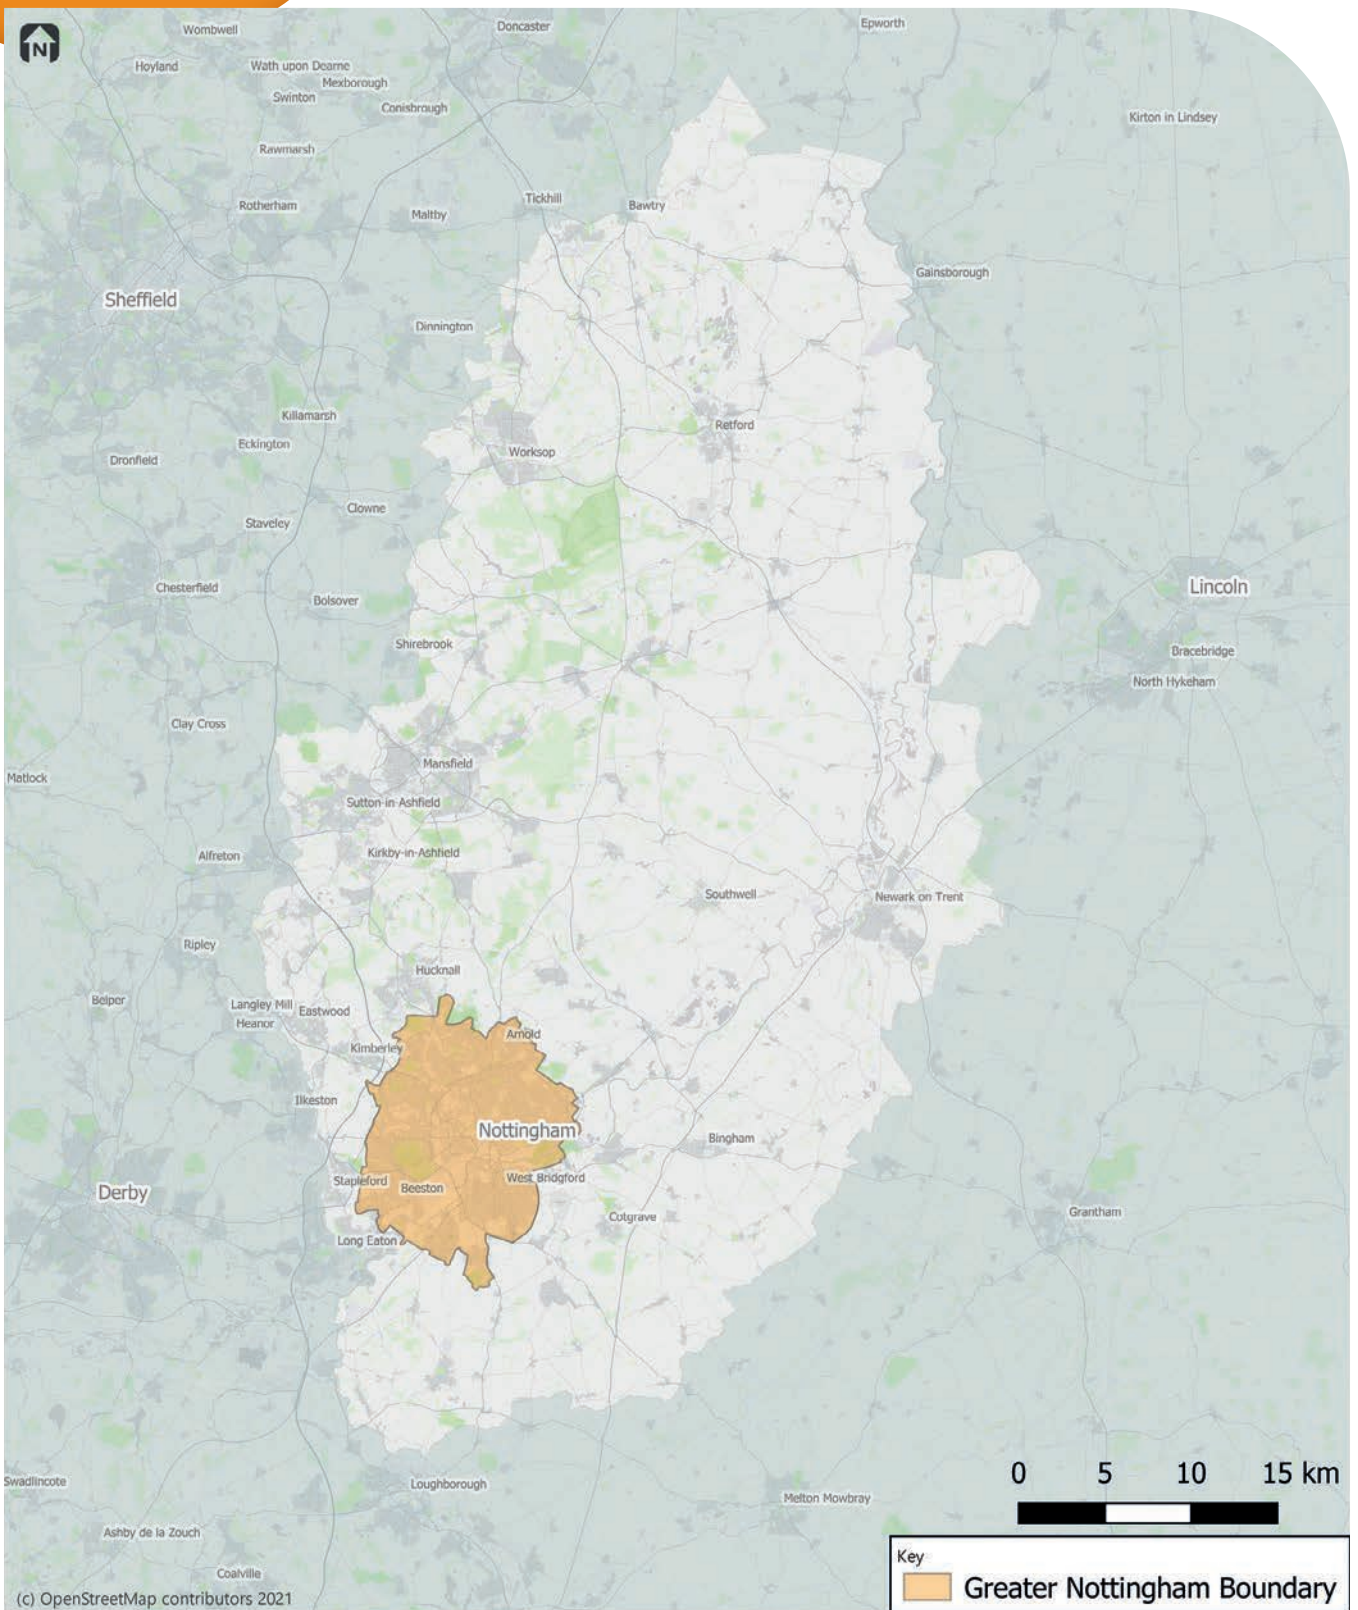 Wombwell
Doncaster
Epworth
N
Hoyland
Wath upon Dearne
Mexborough
Swinton
Conisbrough
Kirton in Lindsey
Rawmarsh
Rotherham
Maltby
Tickhill
Bawtry
Gainsborough
Sheffield
Dinnington
Killamarsh
Retford
Eckington
Worksop
Dronfield
Clowne
Staveley
Chesterfield
Lincoln
Bolsover
Shirebrook
Bracebridge
North Hykeham
Clay Cross
Mansfield
Matlock
Sutton-in-Ashfield
Alfreton
Kirkby-in-Ashfield
Southwell
Newark on Trent
Ripley
Hucknall
Belper
Langley Mill
Eastwood
Heanor
Arnold
Kimberley
Ilkeston
Nottingham
Bingham
Stapleford
West Bridgford
Beeston
Derby
Cotgrave
Grantham
Long Eaton
Swadlincote
Loughborough
Melton Mowbray
Ashby de la Zouch
Coalville
0 5 10 15 km
Key
Greater Nottingham Boundary
(c) OpenStreetMap contributors 2021